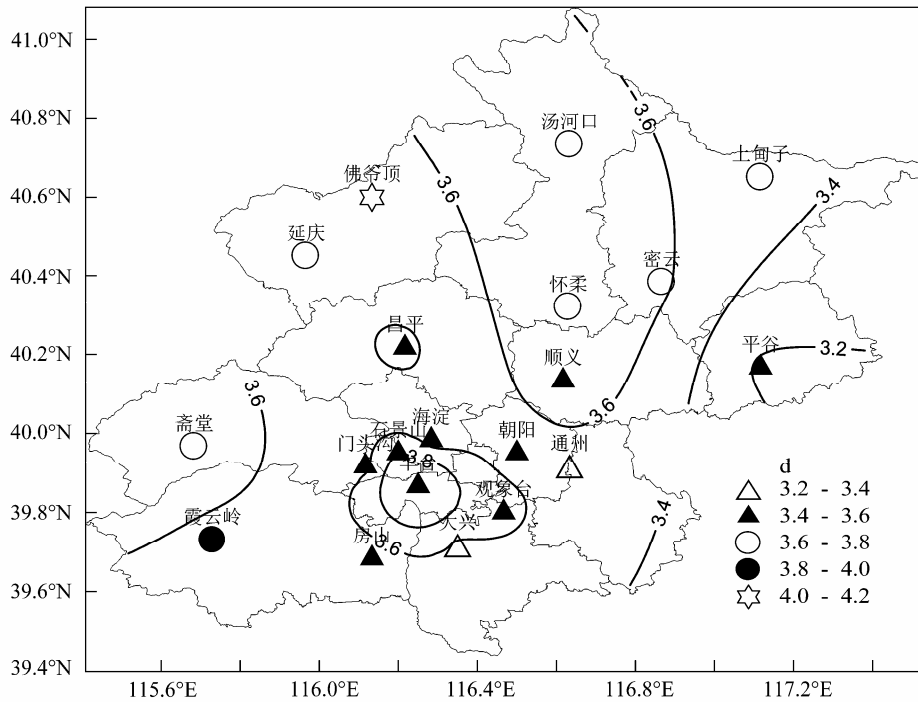 41.0°N
40.8°N
40.6°N
40.4°N
40.2°N
40.0°N
39.8°N
39.6°N
39.4°N
115.6°E
116.0°E
116.4°E
116.8°E
117.2°E
3.6
汤河口
上甸子
佛爷顶
3.6
3.4
延庆
密云
怀柔
昌平
顺义
平谷
3.2
3.6
3.6
斋堂
海淀
石景山
朝阳
门头沟
通州
丰台
观象台
霞云岭
大兴
3.4
房山
3.6
d
3.2 - 3.4
3.4 - 3.6
3.6 - 3.8
3.8 - 4.0
4.0 - 4.2